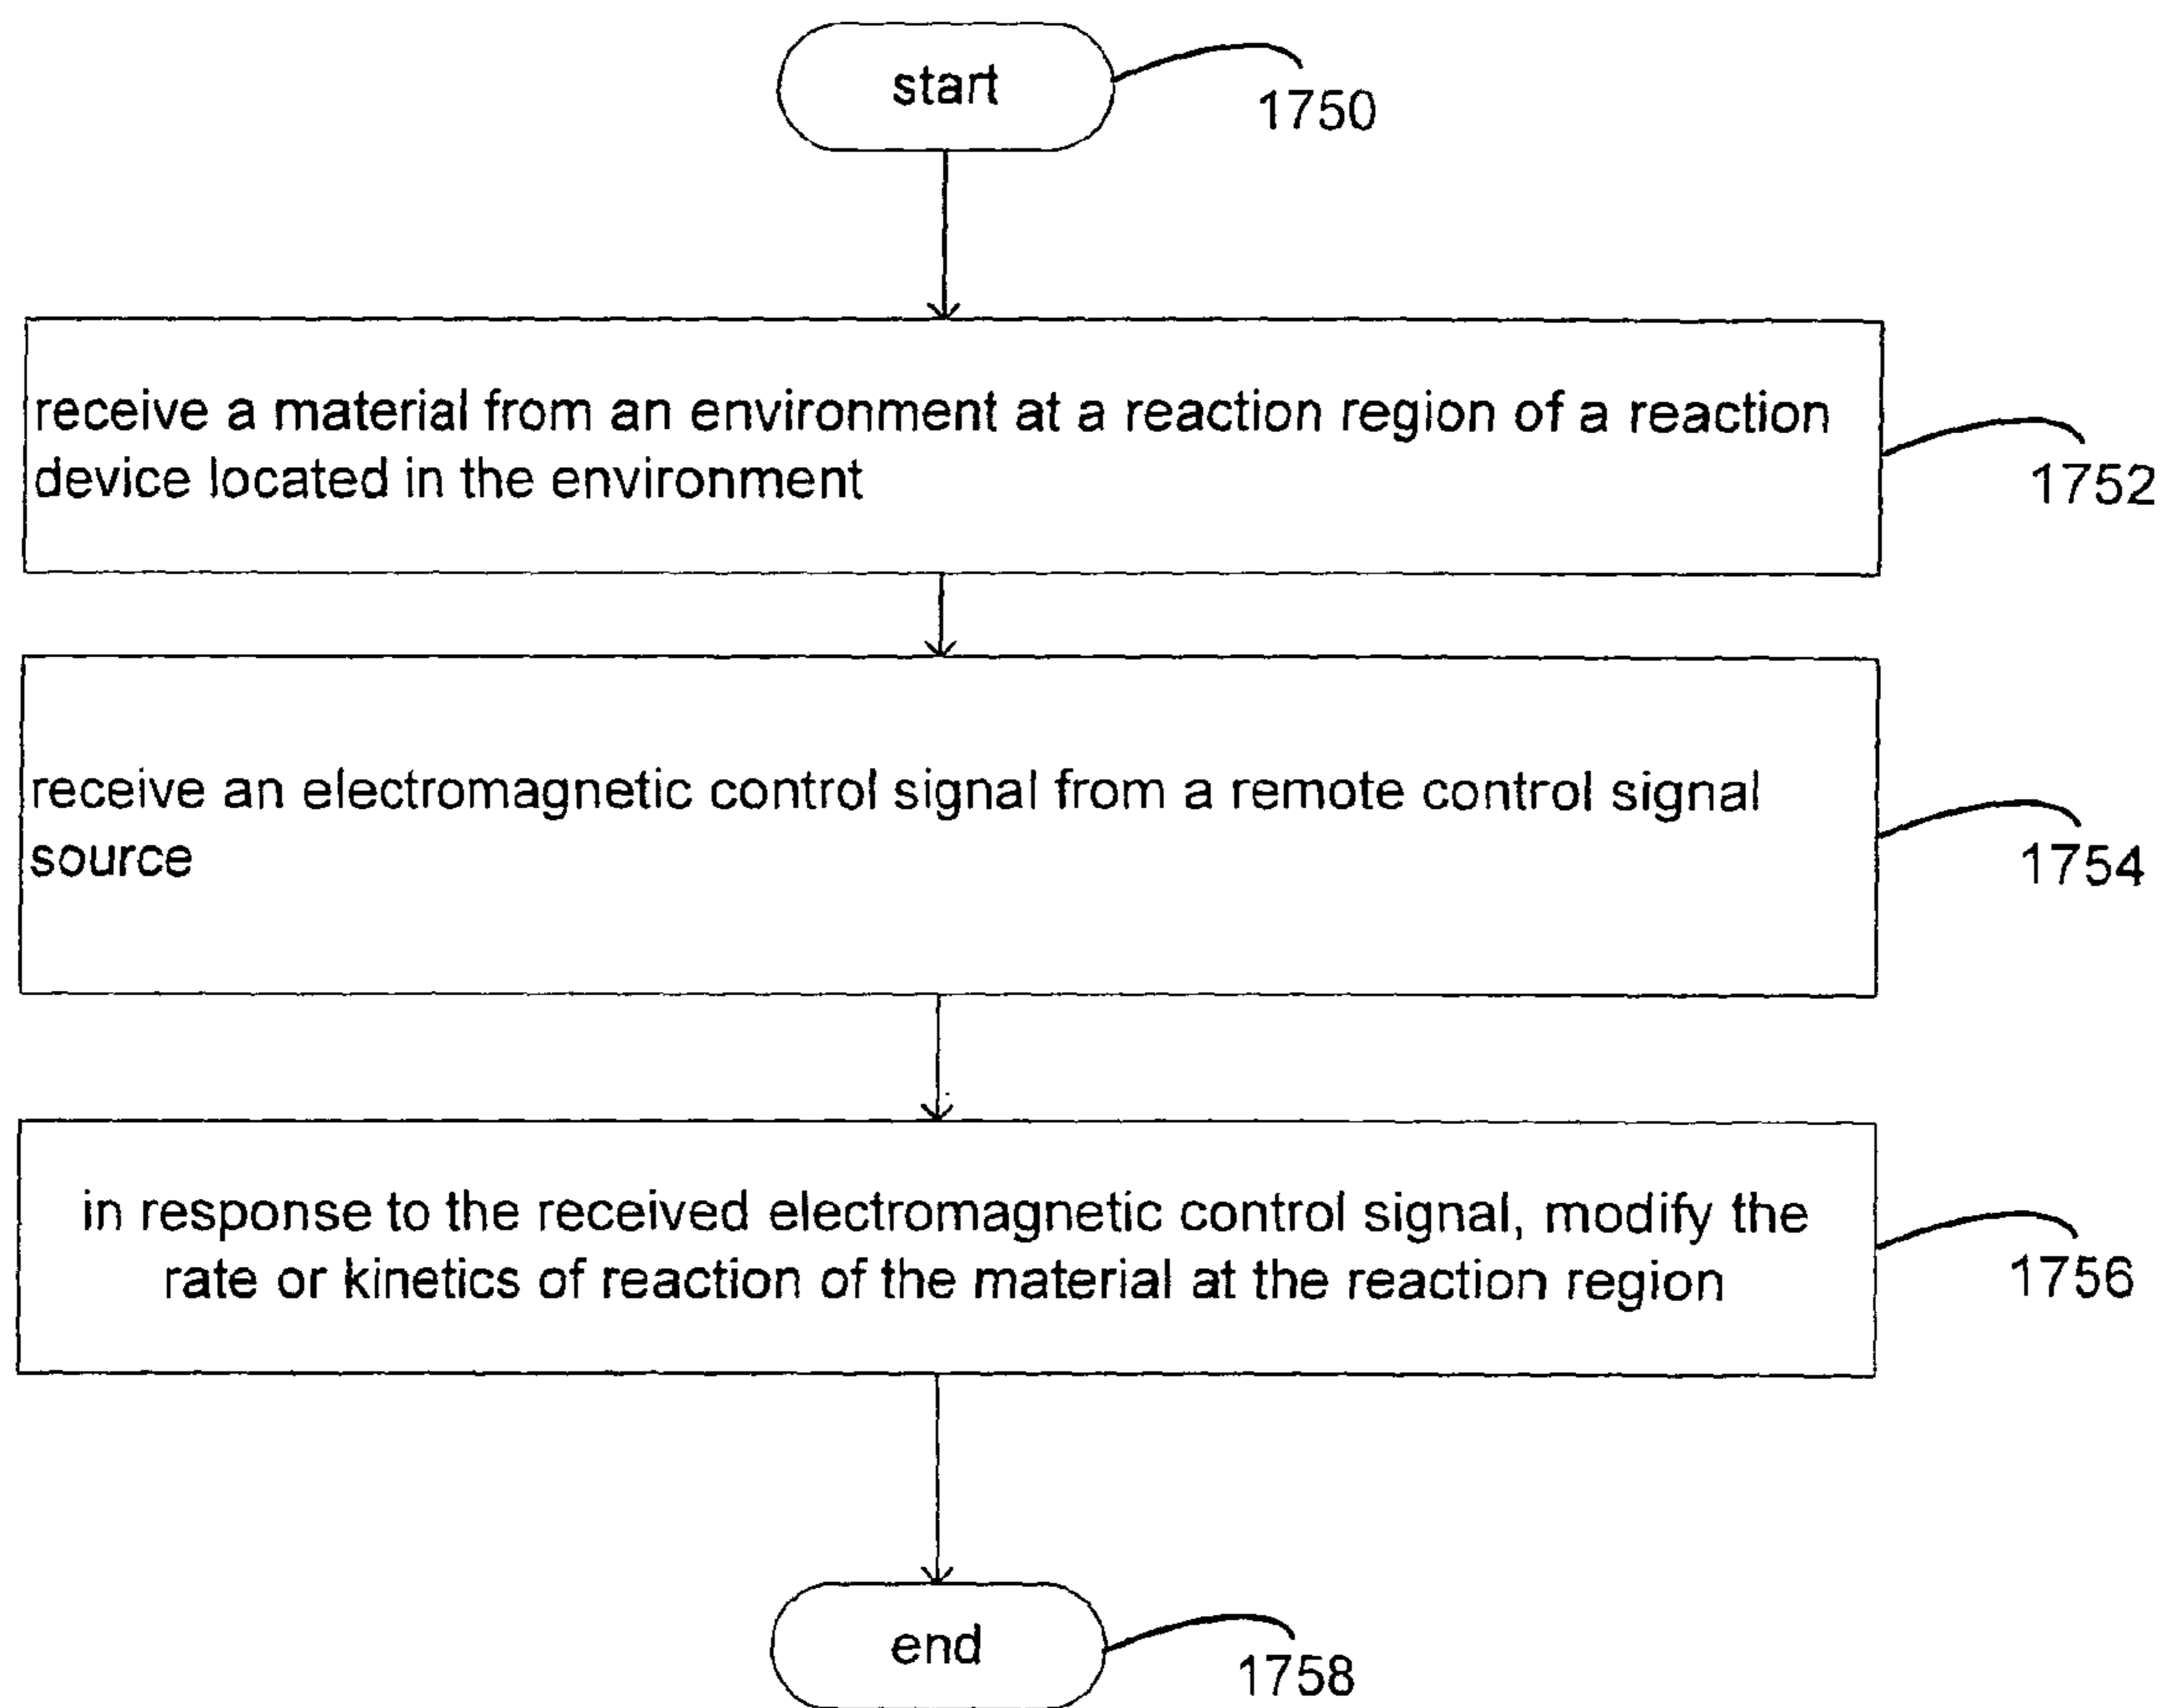 start
1750
receive a material from an environment at a reaction region of a reaction
device located in the environment
1752
receive an electromagnetic control signal from a remote control signal
source
1754
in response to the received electromagnetic control signal, modify the
rate or kinetics of reaction of the material at the reaction region
1756
end
1758